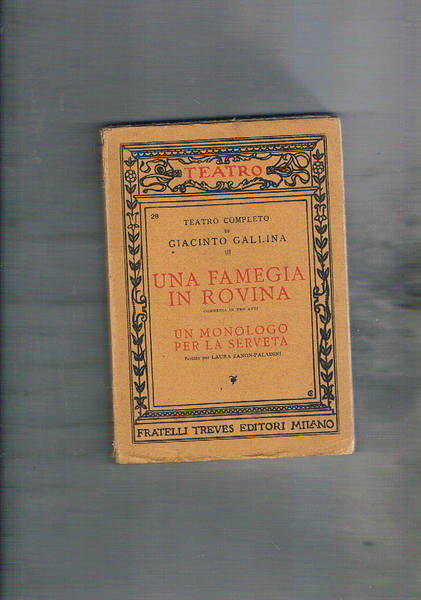 TEATRO
28
TEATRO COMPLETO
DI
GIACINTO GALLINA
III
UNA FAMEGIA
IN ROVINA
COMMEDIA IN TRE ATTI
UN MONOLOGO
PER LA SERVETA
Scritto per LAURA ZANON-PALADINI
FRATELLI TREVES EDITORI MILANO